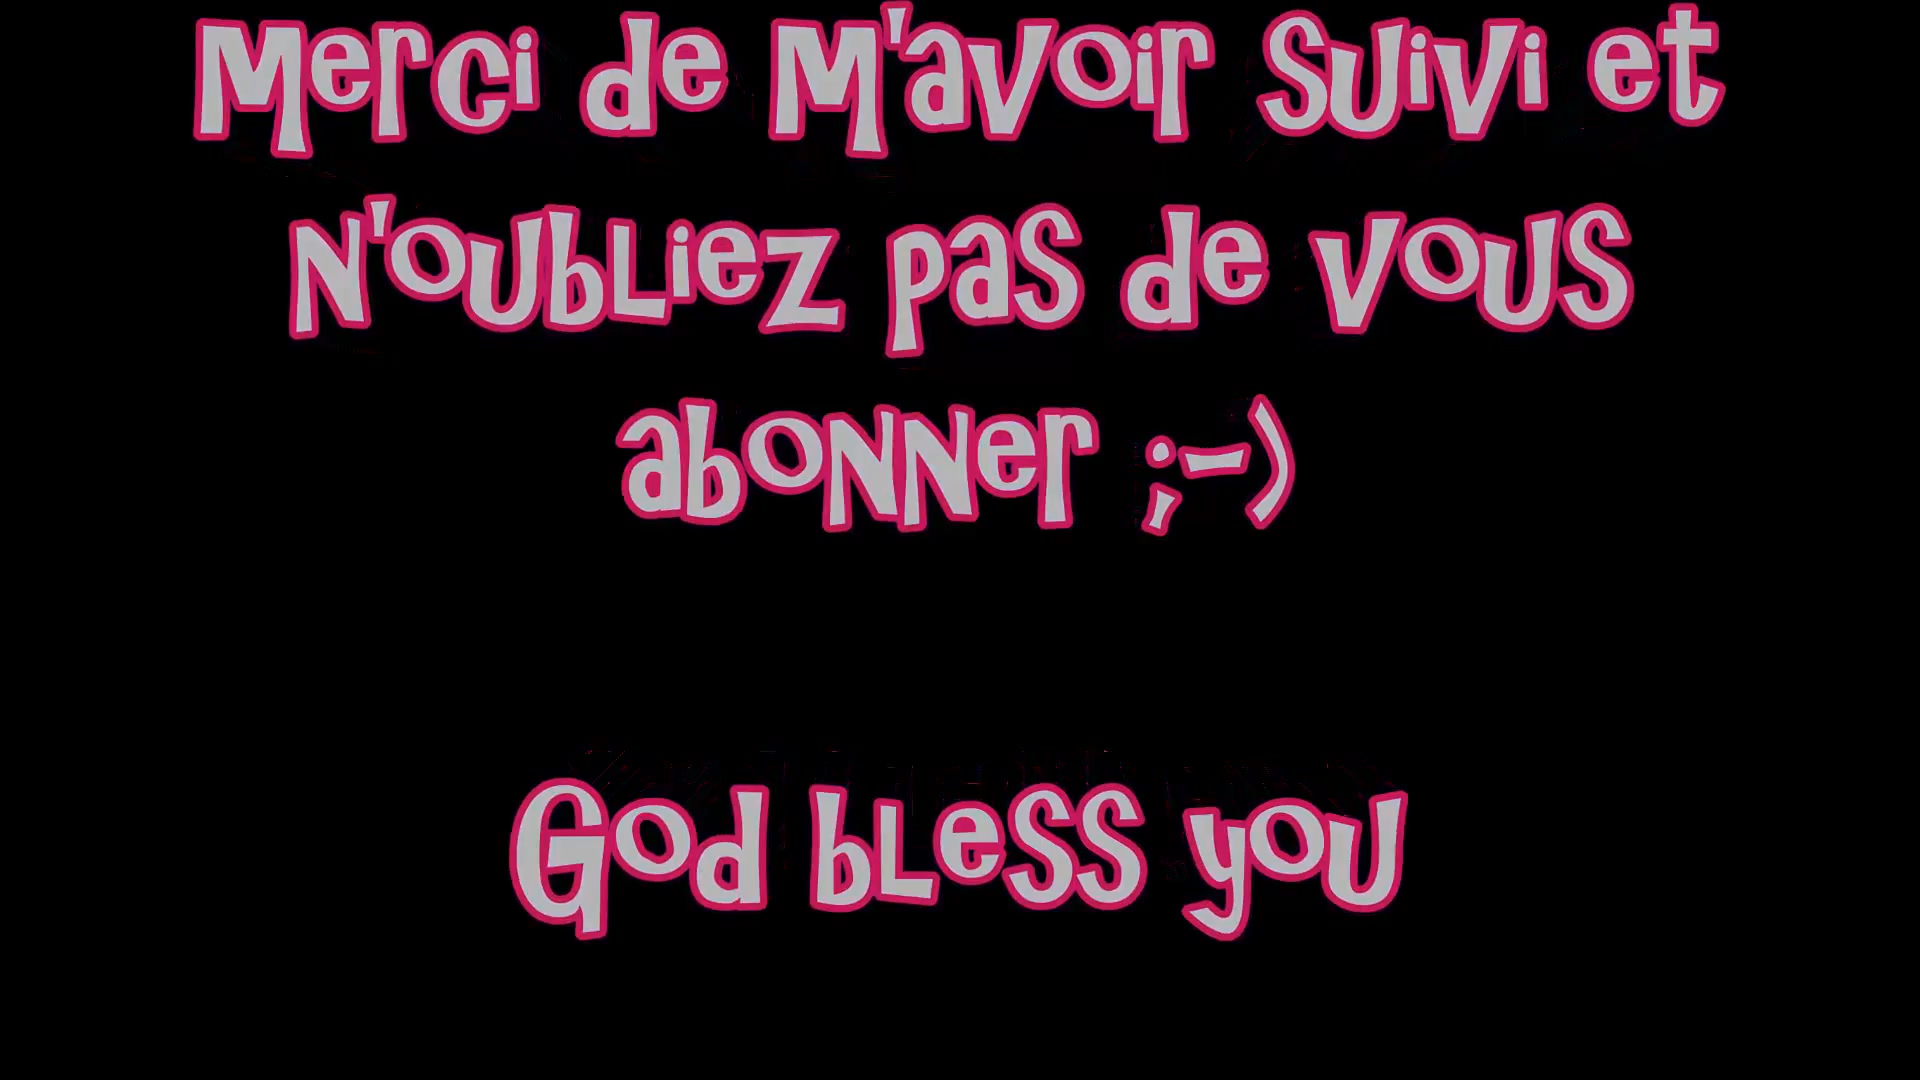 Merci de M'avoir suivi et
N'oubliez pas de vous
abonner ;-)
God bless you